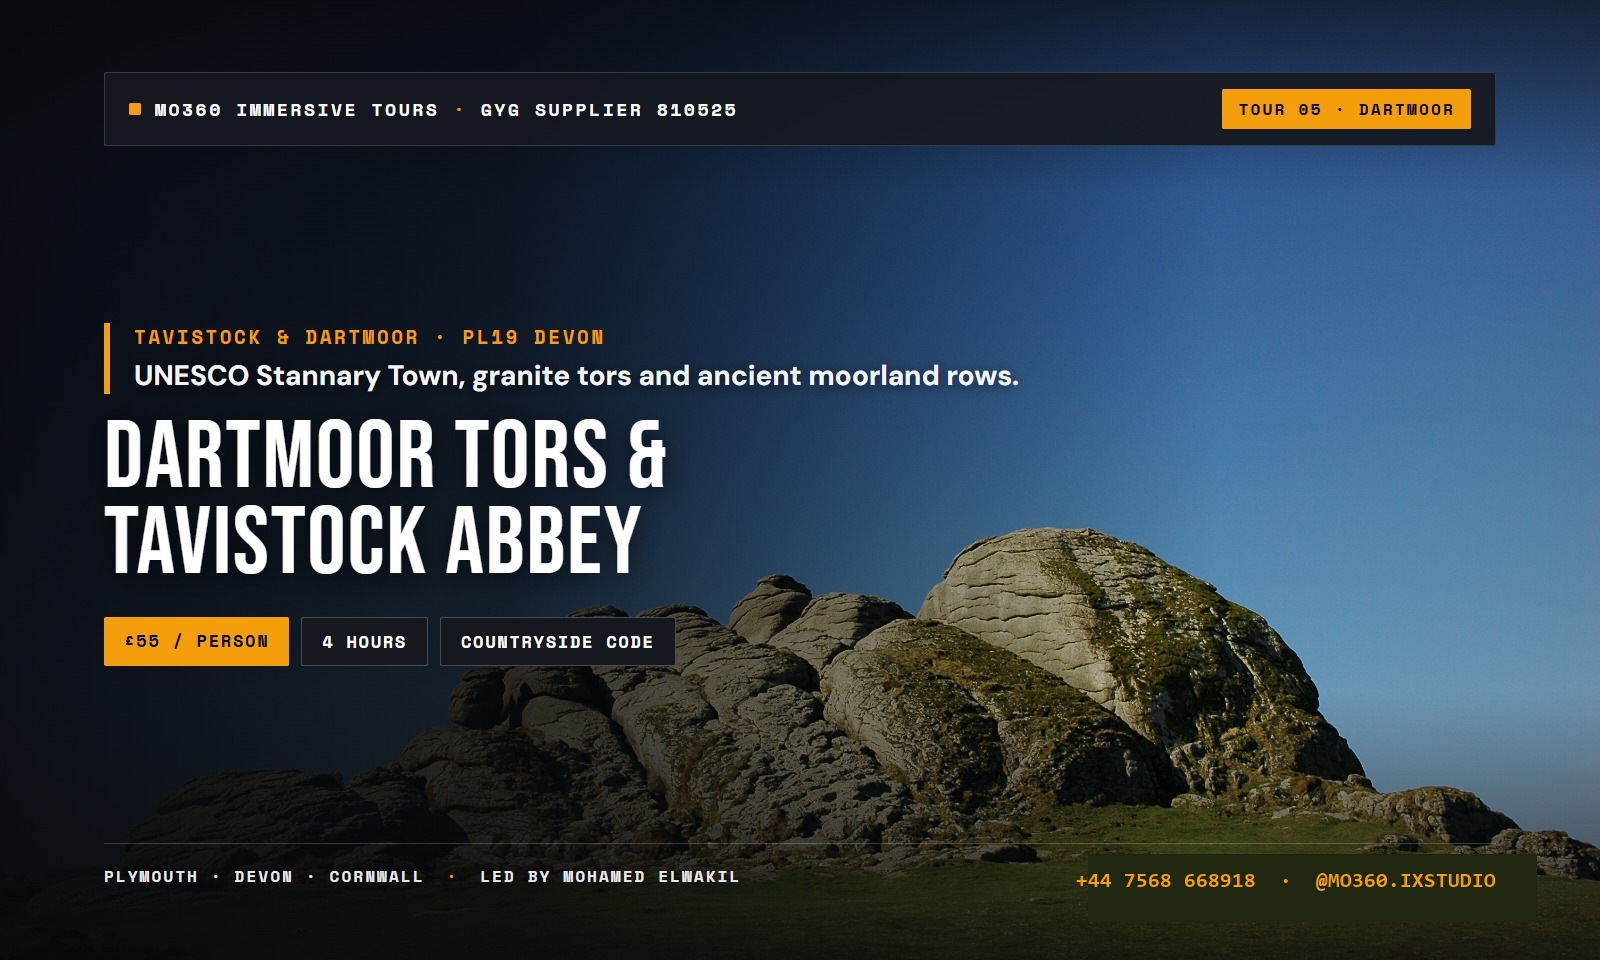 MO360 IMMERSIVE TOURS · GYG SUPPLIER 810525
TOUR 05 · DARTMOOR
TAVISTOCK & DARTMOOR · PL19 DEVON
UNESCO Stannary Town, granite tors and ancient moorland rows.
DARTMOOR TORS &
TAVISTOCK ABBEY
£55 / PERSON
4 HOURS
COUNTRYSIDE CODE
PLYMOUTH · DEVON · CORNWALL · LED BY MOHAMED ELWAKIL
+44 7568 668918 · @MO360.IXSTUDIO